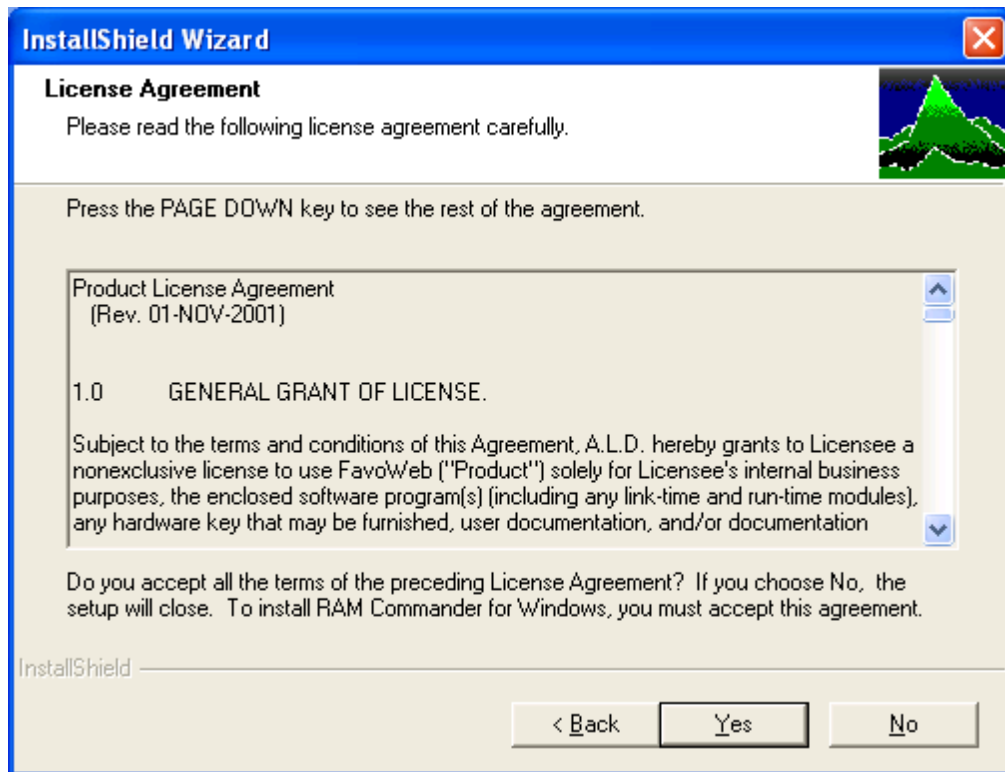 InstallShield Wizard
License Agreement
Please read the following license agreement carefully.
Press the PAGE DOWN key to see the rest of the agreement.
Product License Agreement
(Rev. 01-NOV-2001)
1.0 GENERAL GRANT OF LICENSE.
Subject to the terms and conditions of this Agreement, A.L.D. hereby grants to Licensee a
nonexclusive license to use FavoWeb ("Product") solely for Licensee's internal business
purposes, the enclosed software program(s) (including any link-time and run-time modules),
any hardware key that may be furnished, user documentation, and/or documentation
Do you accept all the terms of the preceding License Agreement? If you choose No, the
setup will close. To install RAM Commander for Windows, you must accept this agreement.
InstallShield
< Back
Yes
No